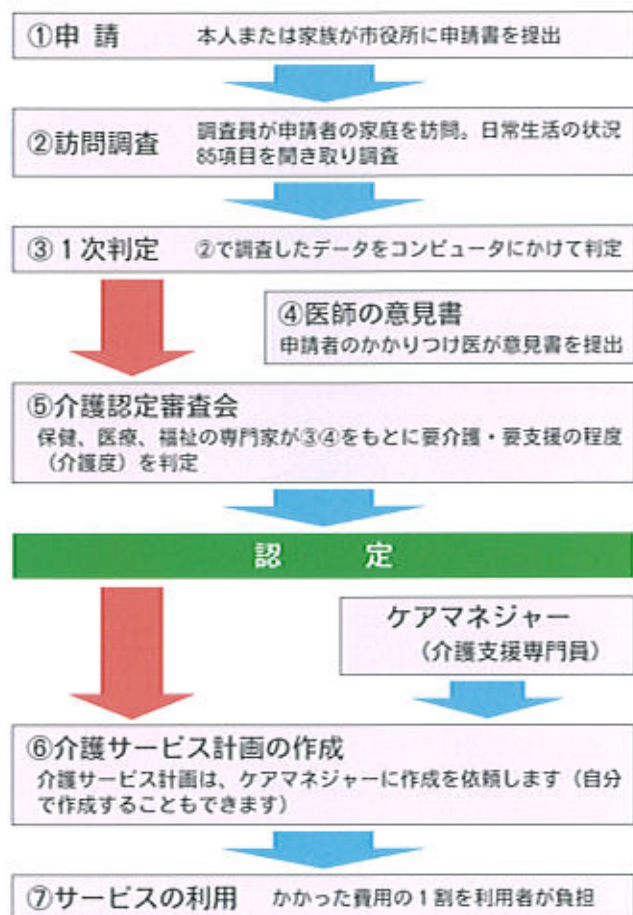 ①申 請 本人または家族が市役所に申請書を提出
②訪問調査 調査員が申請者の家庭を訪問。日常生活の状況
85項目を聞き取り調査
③1次判定 ②で調査したデータをコンピュータにかけて判定
④医師の意見書
申請者のかかりつけ医が意見書を提出
⑤介護認定審査会
保健、医療、福祉の専門家が③④をもとに要介護・要支援の程度
（介護度）を判定
認 定
ケアマネジャー
（介護支援専門員）
⑥介護サービス計画の作成
介護サービス計画は、ケアマネジャーに作成を依頼します（自分
で作成することもできます）
⑦サービスの利用 かかった費用の1割を利用者が負担